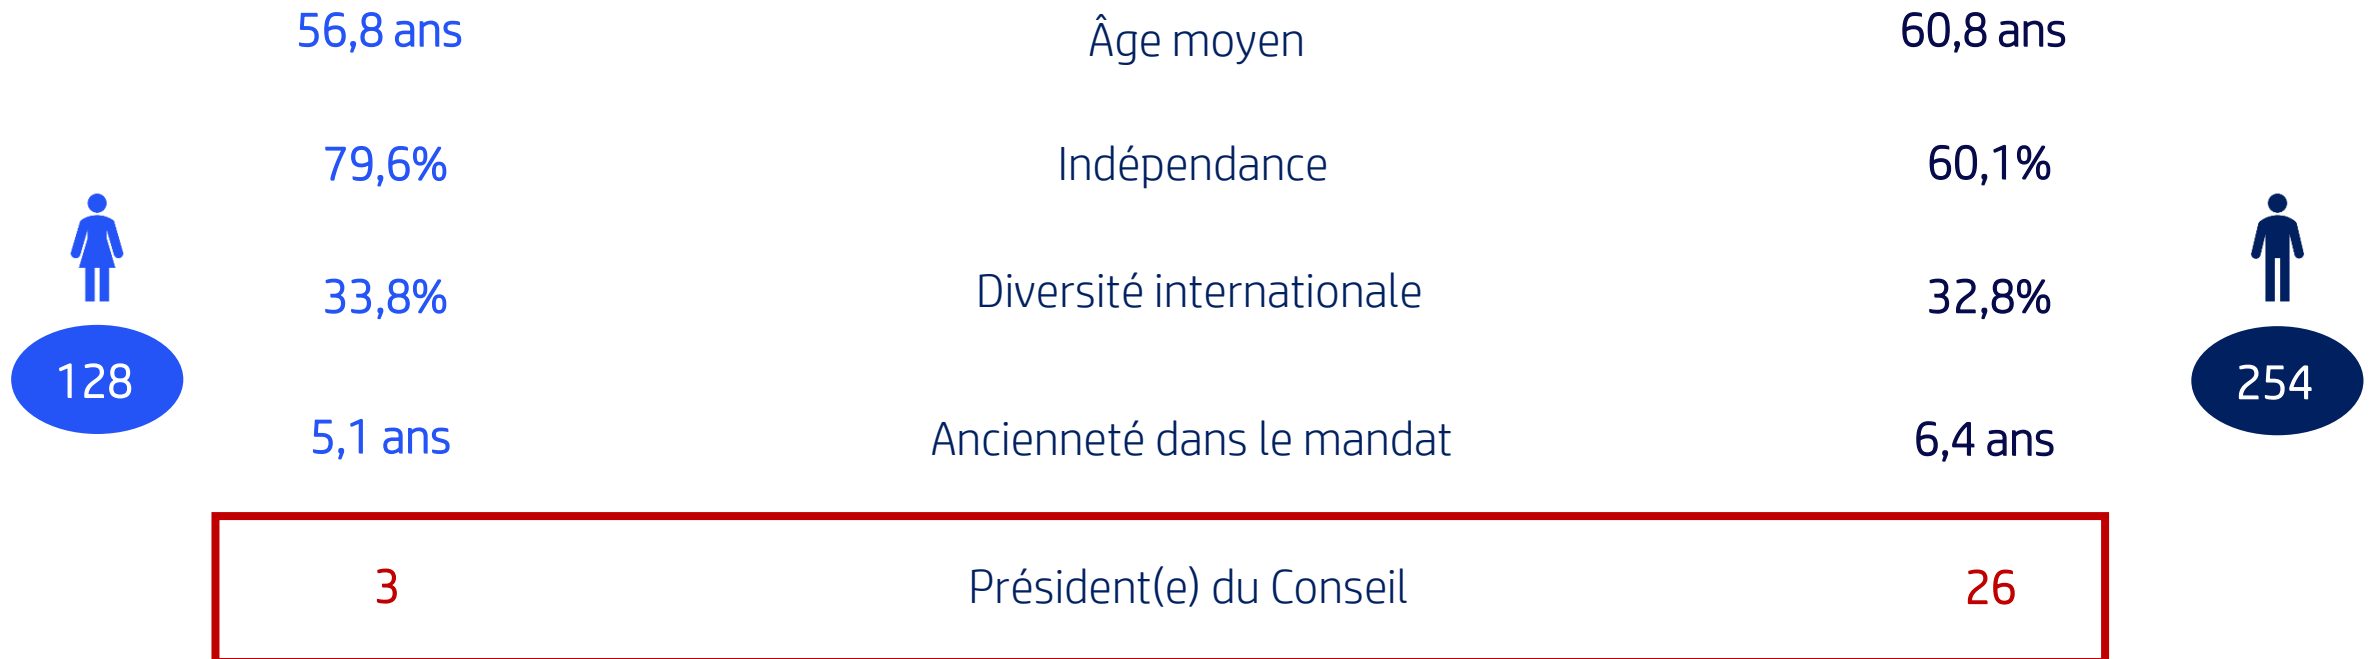 56,8 ans Âge moyen 60,8 ans
79,6% Indépendance 60,1%
33,8% Diversité internationale 32,8%
128 254
5,1 ans Ancienneté dans le mandat 6,4 ans
3 Président(e) du Conseil 26